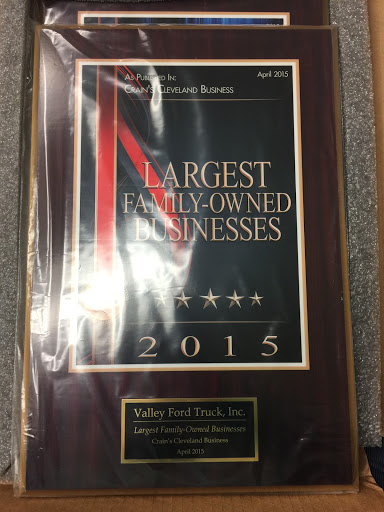 As Published In:
Crain's Cleveland Business
April 2015
LARGEST
FAMILY-OWNED
BUSINESSES
2015
Valley Ford Truck, Inc.
Largest Family-Owned Businesses
Crain's Cleveland Business
April 2015